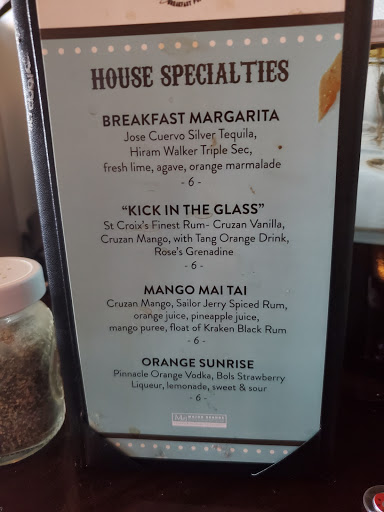 HOUSE SPECIALTIES
BREAKFAST MARGARITA
Jose Cuervo Silver Tequila,
Hiram Walker Triple Sec,
fresh lime, agave, orange marmalade
- 6 -
“KICK IN THE GLASS”
St Croix's Finest Rum- Cruzan Vanilla,
Cruzan Mango, with Tang Orange Drink,
Rose's Grenadine
- 6 -
MANGO MAI TAI
Cruzan Mango, Sailor Jerry Spiced Rum,
orange juice, pineapple juice,
mango puree, float of Kraken Black Rum
- 6 -
ORANGE SUNRISE
Pinnacle Orange Vodka, Bols Strawberry
Liqueur, lemonade, sweet & sour
- 6 -